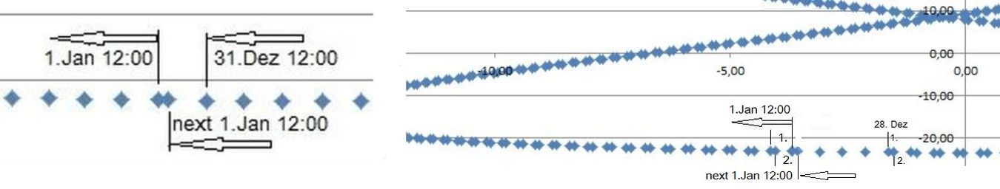 1.Jan 12:00
31.Dez 12:00
next 1.Jan 12:00
10,00
0,00
-10,00
-5,00
0,00
-10,00
1.Jan 12:00
28. Dez
1.
1.
-20,00
2.
2.
next 1.Jan 12:00